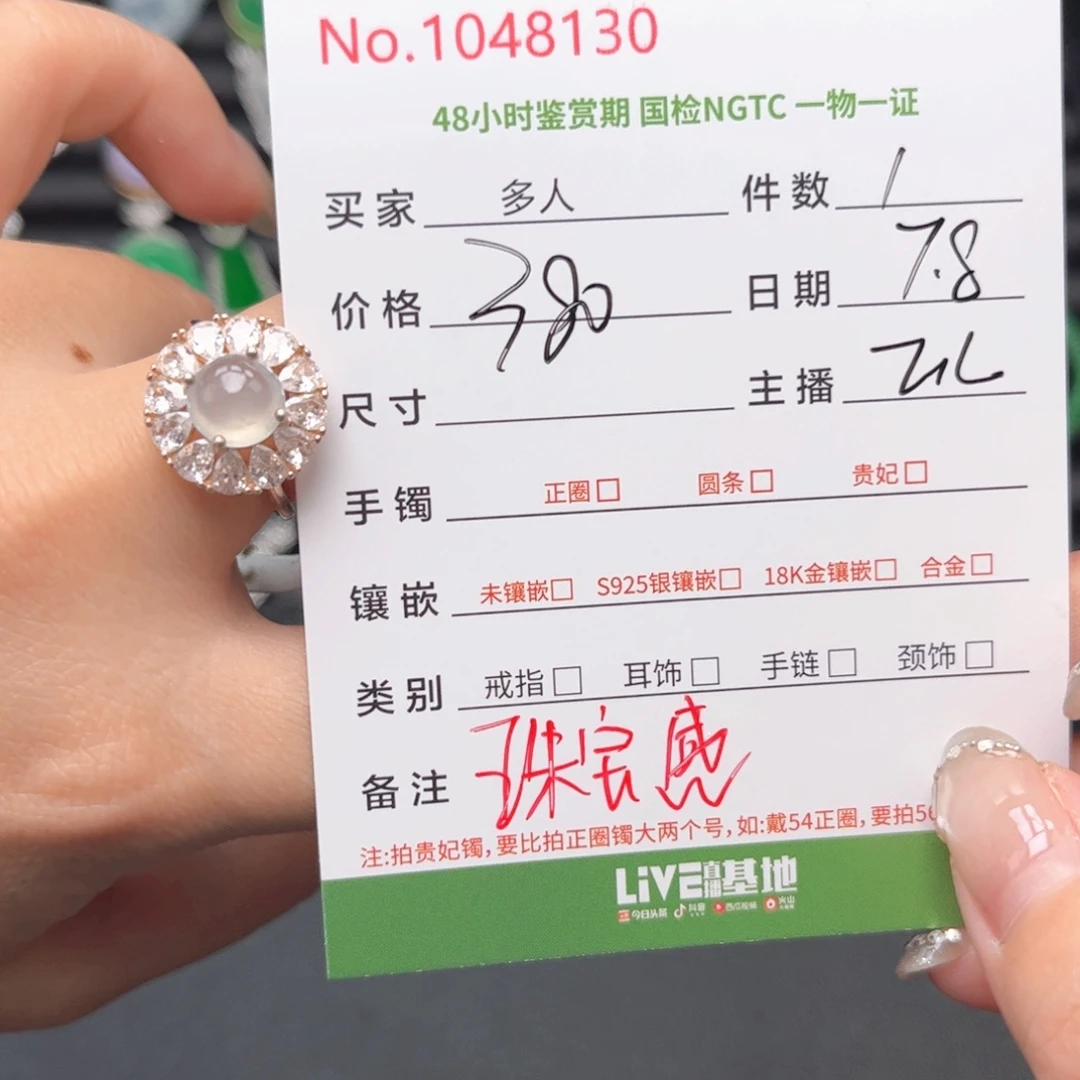 No.1048130
48小时鉴赏期 国检NGTC 一物一证
买家 多人 件数 1
价格 380 日期 7.8
尺寸 主播
手镯 正圈□ 圆条□ 贵妃□
镶嵌 未镶嵌□ S925银镶嵌□ 18K金镶嵌□ 合金□
类别 戒指□ 耳饰□ 手链□ 颈饰□
备注 珠宝感
注:拍贵妃镯,要比拍正圈镯大两个号,如:戴54正圈,要拍56
LiVE直播基地
今日头条 抖音 西瓜视频 火山